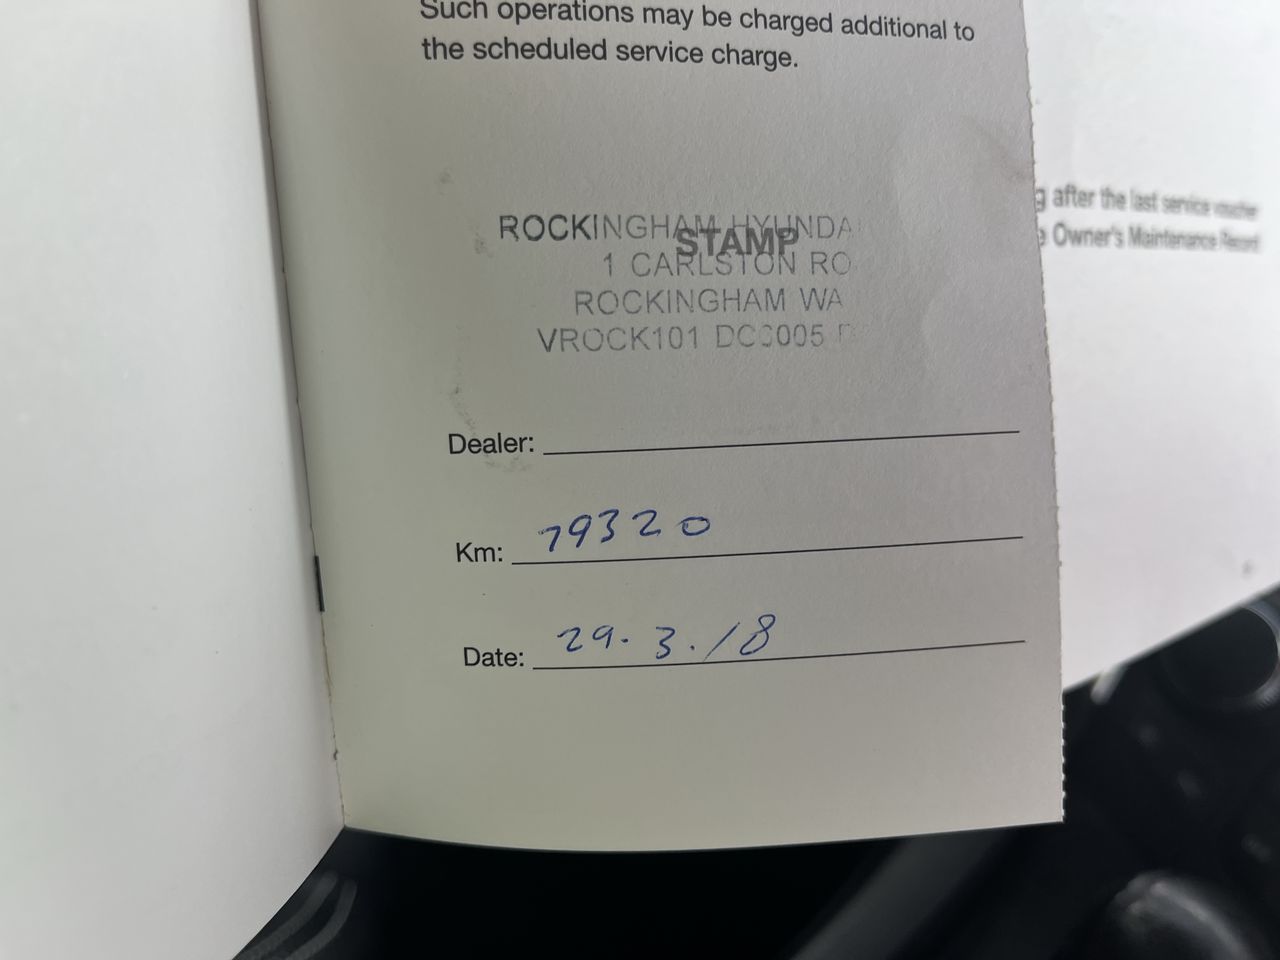 Such operations may be charged additional to
the scheduled service charge.
g after the last service voucher
Owner's Maintenance Record
ROCKINGHAM HYUNDA
STAMP
1 CARLSTON RO
ROCKINGHAM WA
VROCK101
Dealer:
Km: 79320
Date: 29.3./8